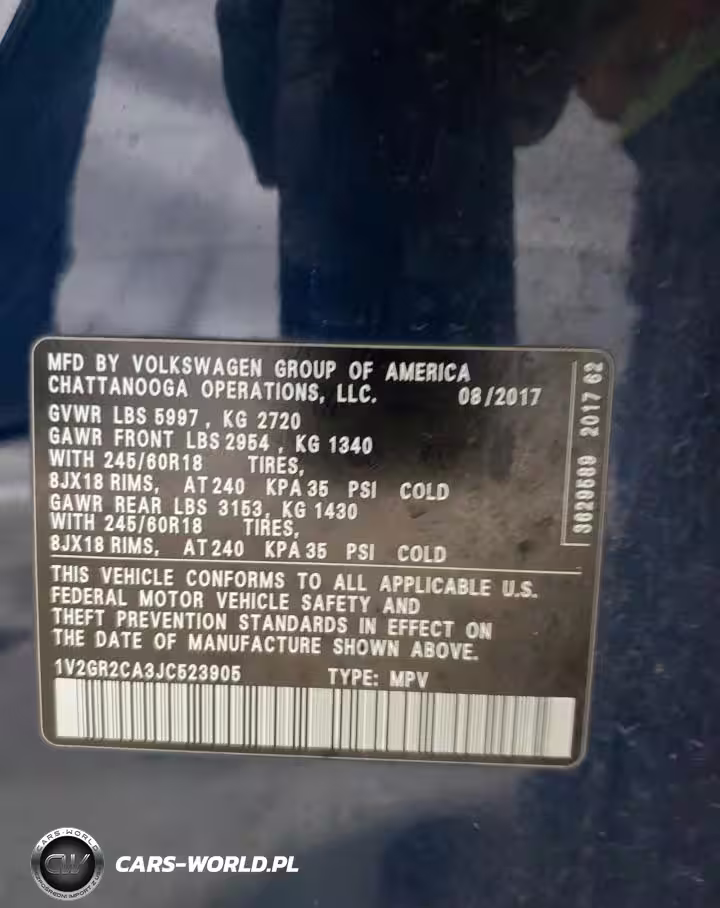 MFD BY VOLKSWAGEN GROUP OF AMERICA
CHATTANOOGA OPERATIONS, LLC. 08/2017
GVWR LBS 5997, KG 2720
GAWR FRONT LBS 2954, KG 1340
WITH 245/60R18 TIRES,
8JX18 RIMS, AT 240 KPA 35 PSI COLD
GAWR REAR LBS 3153, KG 1430
WITH 245/60R18 TIRES,
8JX18 RIMS, AT 240 KPA 35 PSI COLD
THIS VEHICLE CONFORMS TO ALL APPLICABLE U.S.
FEDERAL MOTOR VEHICLE SAFETY AND
THEFT PREVENTION STANDARDS IN EFFECT ON
THE DATE OF MANUFACTURE SHOWN ABOVE.
1V2GR2CA3JC523905 TYPE: MPV
3629589 2017 62
CARS-WORLD
CW
CARS-WORLD.PL